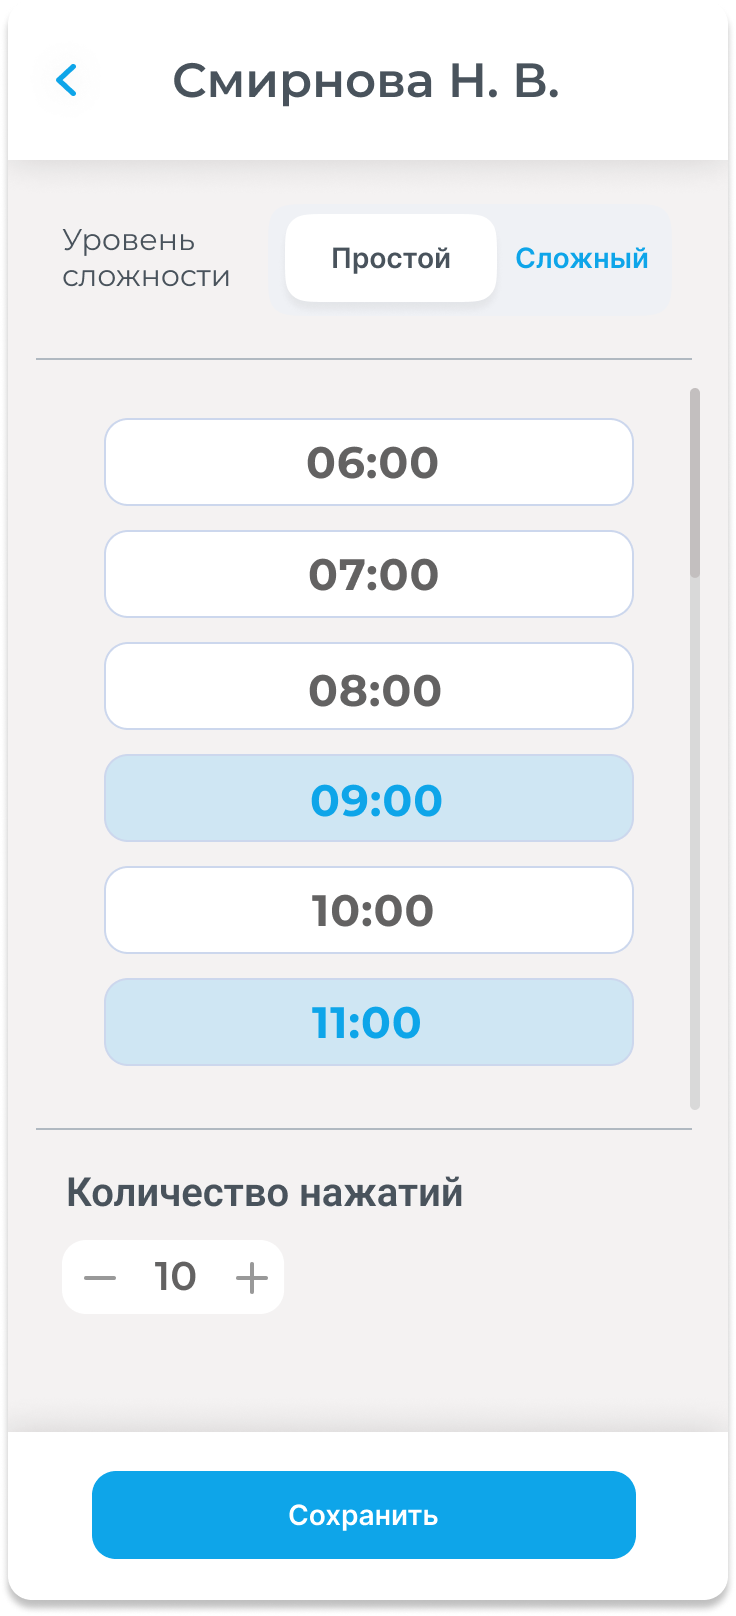 Смирнова Н. В.
Уровень
сложности
Простой
Сложный
06:00
07:00
08:00
09:00
10:00
11:00
Количество нажатий
— 10 +
Сохранить